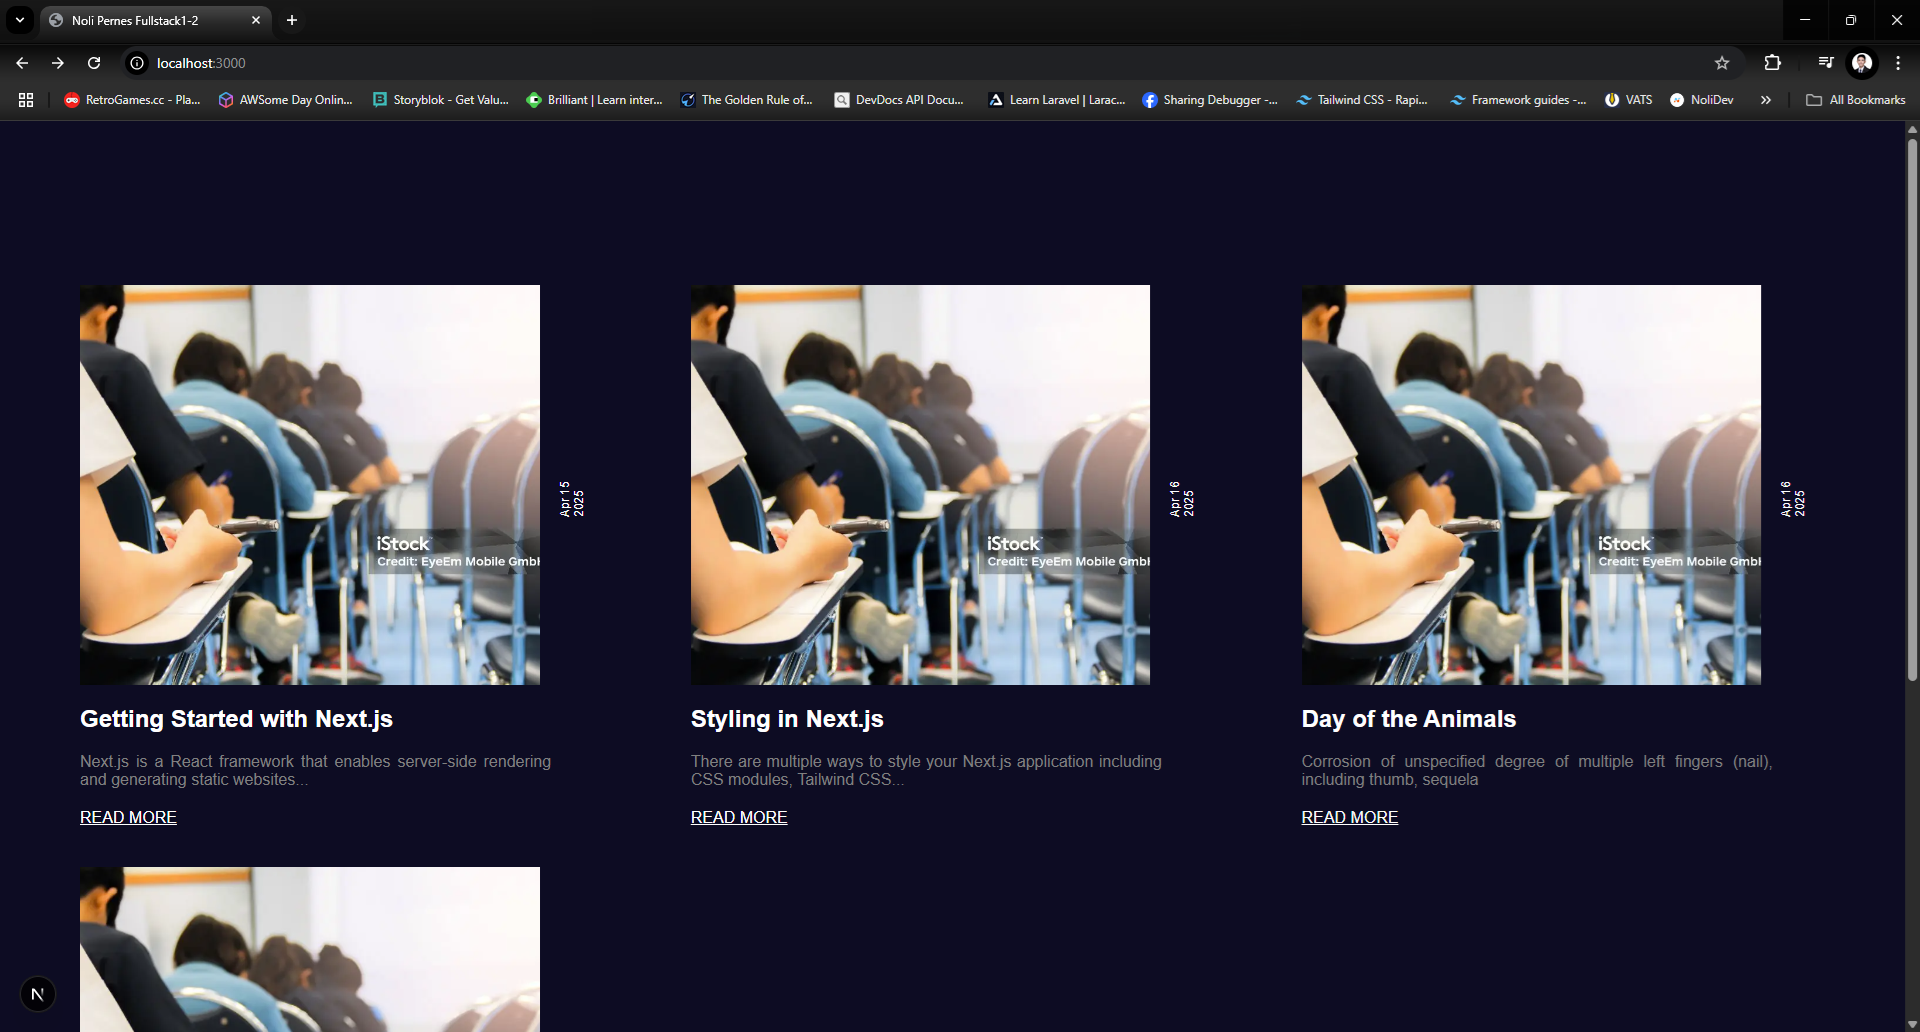 Noli Pernes Fullstack1-2
localhost:3000
RetroGames.cc - Pla...
AWSome Day Onlin...
Storyblok - Get Valu...
Brilliant | Learn inter...
The Golden Rule of...
DevDocs API Docu...
Learn Laravel | Larac...
Sharing Debugger -...
Tailwind CSS - Rapi...
Framework guides -...
VATS
NoliDev
All Bookmarks
iStock
Credit: EyeEm Mobile GmbH
Apr 15
2025
iStock
Credit: EyeEm Mobile GmbH
Apr 16
2025
iStock
Credit: EyeEm Mobile GmbH
Apr 16
2025
Getting Started with Next.js
Next.js is a React framework that enables server-side rendering
and generating static websites...
READ MORE
Styling in Next.js
There are multiple ways to style your Next.js application including
CSS modules, Tailwind CSS...
READ MORE
Day of the Animals
Corrosion of unspecified degree of multiple left fingers (nail),
including thumb, sequela
READ MORE
N